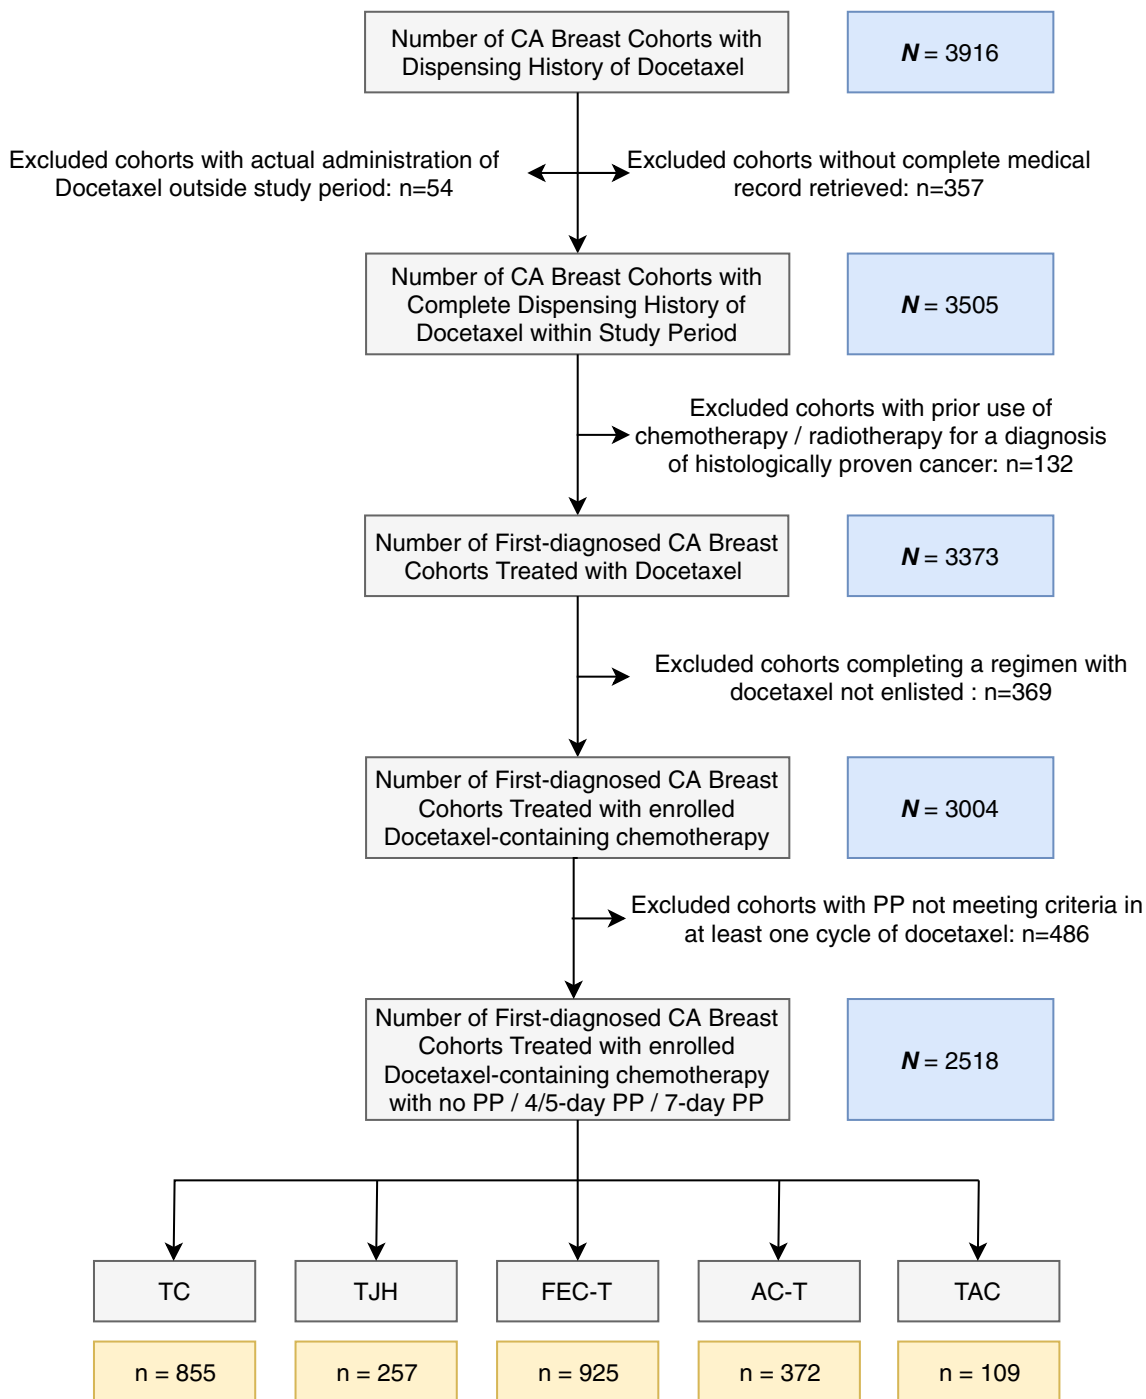 Number of CA Breast Cohorts with
Dispensing History of Docetaxel
N = 3916
Excluded cohorts with actual administration of
Docetaxel outside study period: n=54
Excluded cohorts without complete medical
record retrieved: n=357
Number of CA Breast Cohorts with
Complete Dispensing History of
Docetaxel within Study Period
N = 3505
Excluded cohorts with prior use of
chemotherapy / radiotherapy for a diagnosis
of histologically proven cancer: n=132
Number of First-diagnosed CA Breast
Cohorts Treated with Docetaxel
N = 3373
Excluded cohorts completing a regimen with
docetaxel not enlisted : n=369
Number of First-diagnosed CA Breast
Cohorts Treated with enrolled
Docetaxel-containing chemotherapy
N = 3004
Excluded cohorts with PP not meeting criteria in
at least one cycle of docetaxel: n=486
Number of First-diagnosed CA Breast
Cohorts Treated with enrolled
Docetaxel-containing chemotherapy
with no PP / 4/5-day PP / 7-day PP
N = 2518
TC
TJH
FEC-T
AC-T
TAC
n = 855
n = 257
n = 925
n = 372
n = 109